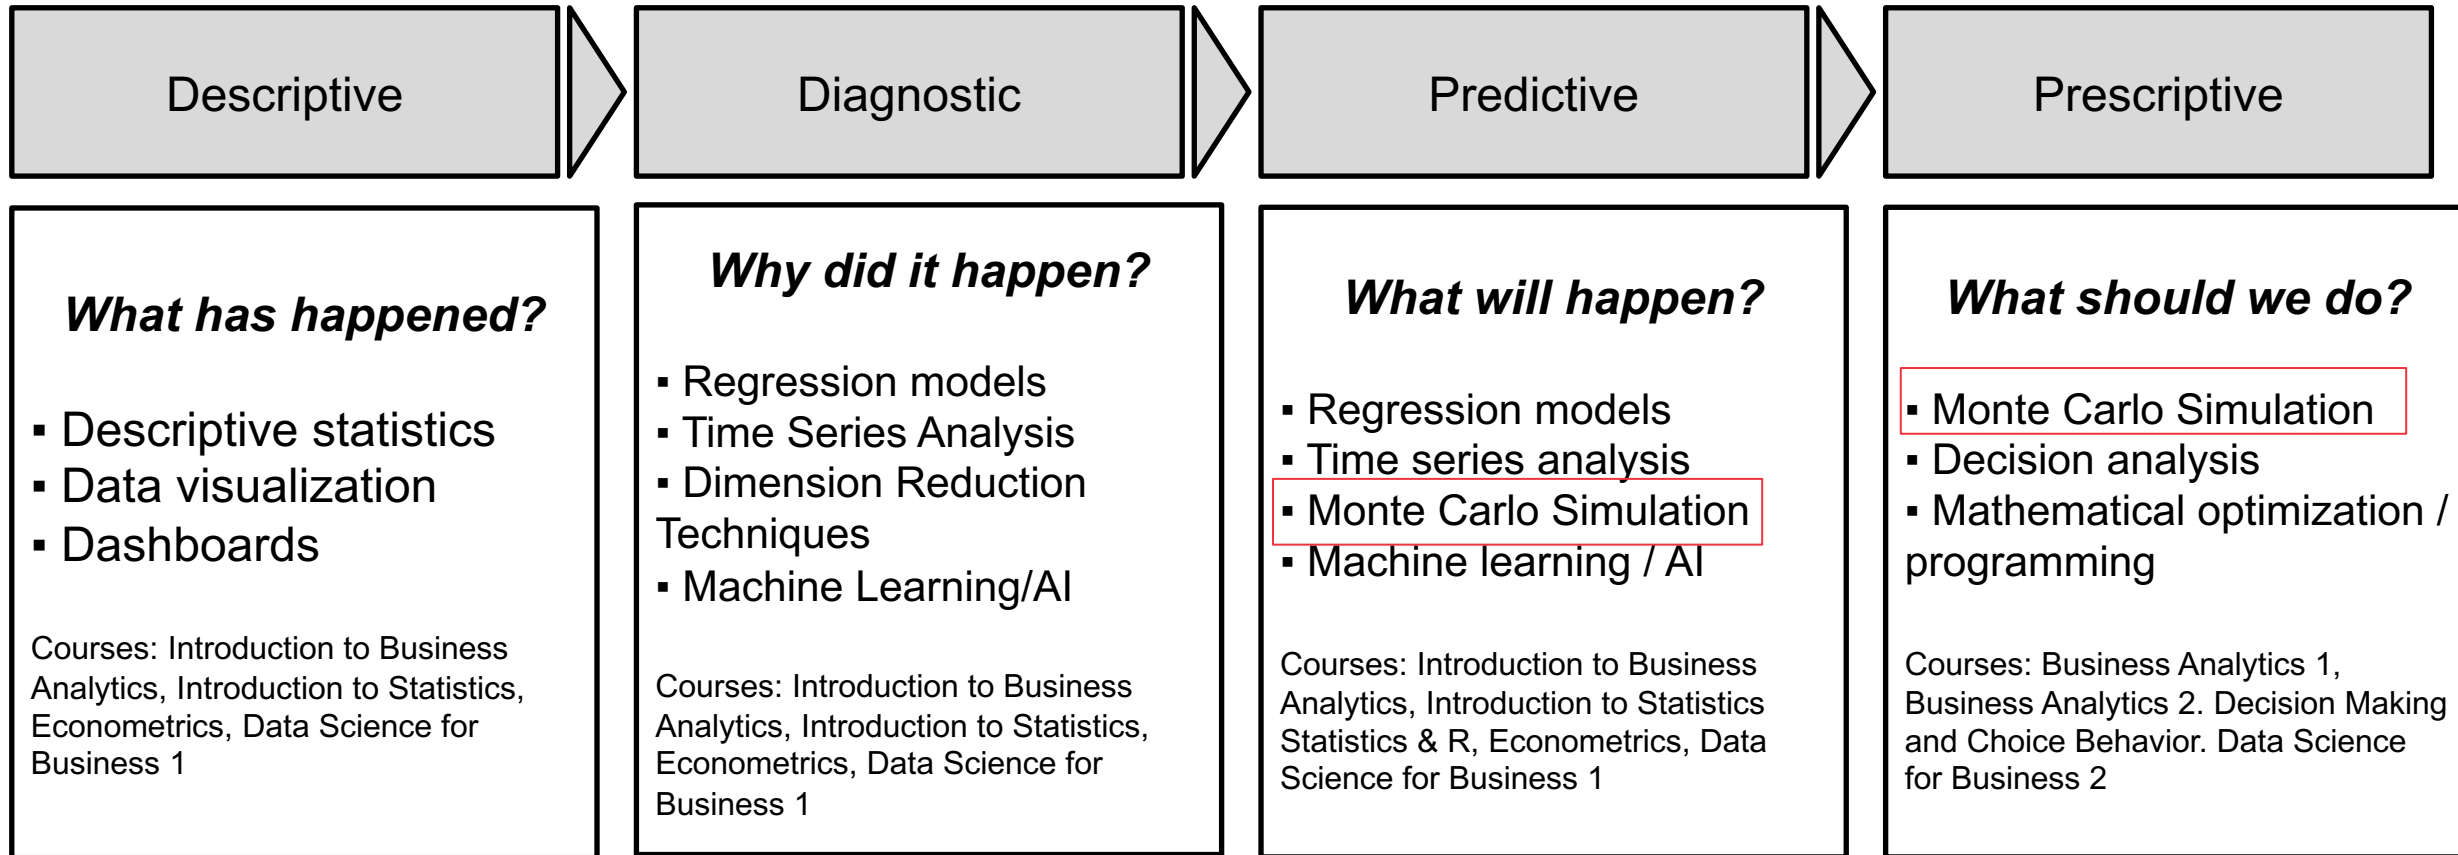 Descriptive
Diagnostic
Predictive
Prescriptive
What has happened?
▪ Descriptive statistics
▪ Data visualization
▪ Dashboards
Courses: Introduction to Business
Analytics, Introduction to Statistics,
Econometrics, Data Science for
Business 1
Why did it happen?
▪ Regression models
▪ Time Series Analysis
▪ Dimension Reduction
Techniques
▪ Machine Learning/AI
Courses: Introduction to Business
Analytics, Introduction to Statistics,
Econometrics, Data Science for
Business 1
What will happen?
▪ Regression models
▪ Time series analysis
▪ Monte Carlo Simulation
▪ Machine learning / AI
Courses: Introduction to Business
Analytics, Introduction to Statistics
Statistics & R, Econometrics, Data
Science for Business 1
What should we do?
▪ Monte Carlo Simulation
▪ Decision analysis
▪ Mathematical optimization /
programming
Courses: Business Analytics 1,
Business Analytics 2. Decision Making
and Choice Behavior. Data Science
for Business 2